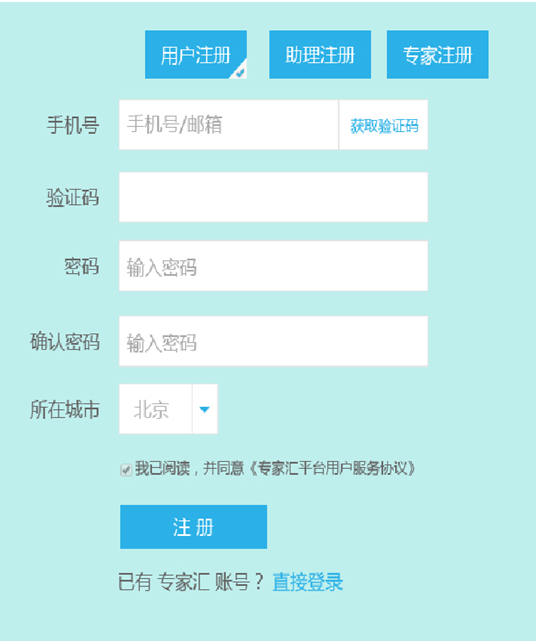 用户注册 助理注册 专家注册
手机号 手机号/邮箱 获取验证码
验证码
密码 输入密码
确认密码 输入密码
所在城市 北京
我已阅读，并同意《专家汇平台用户服务协议》
注 册
已有 专家汇 账号？ 直接登录